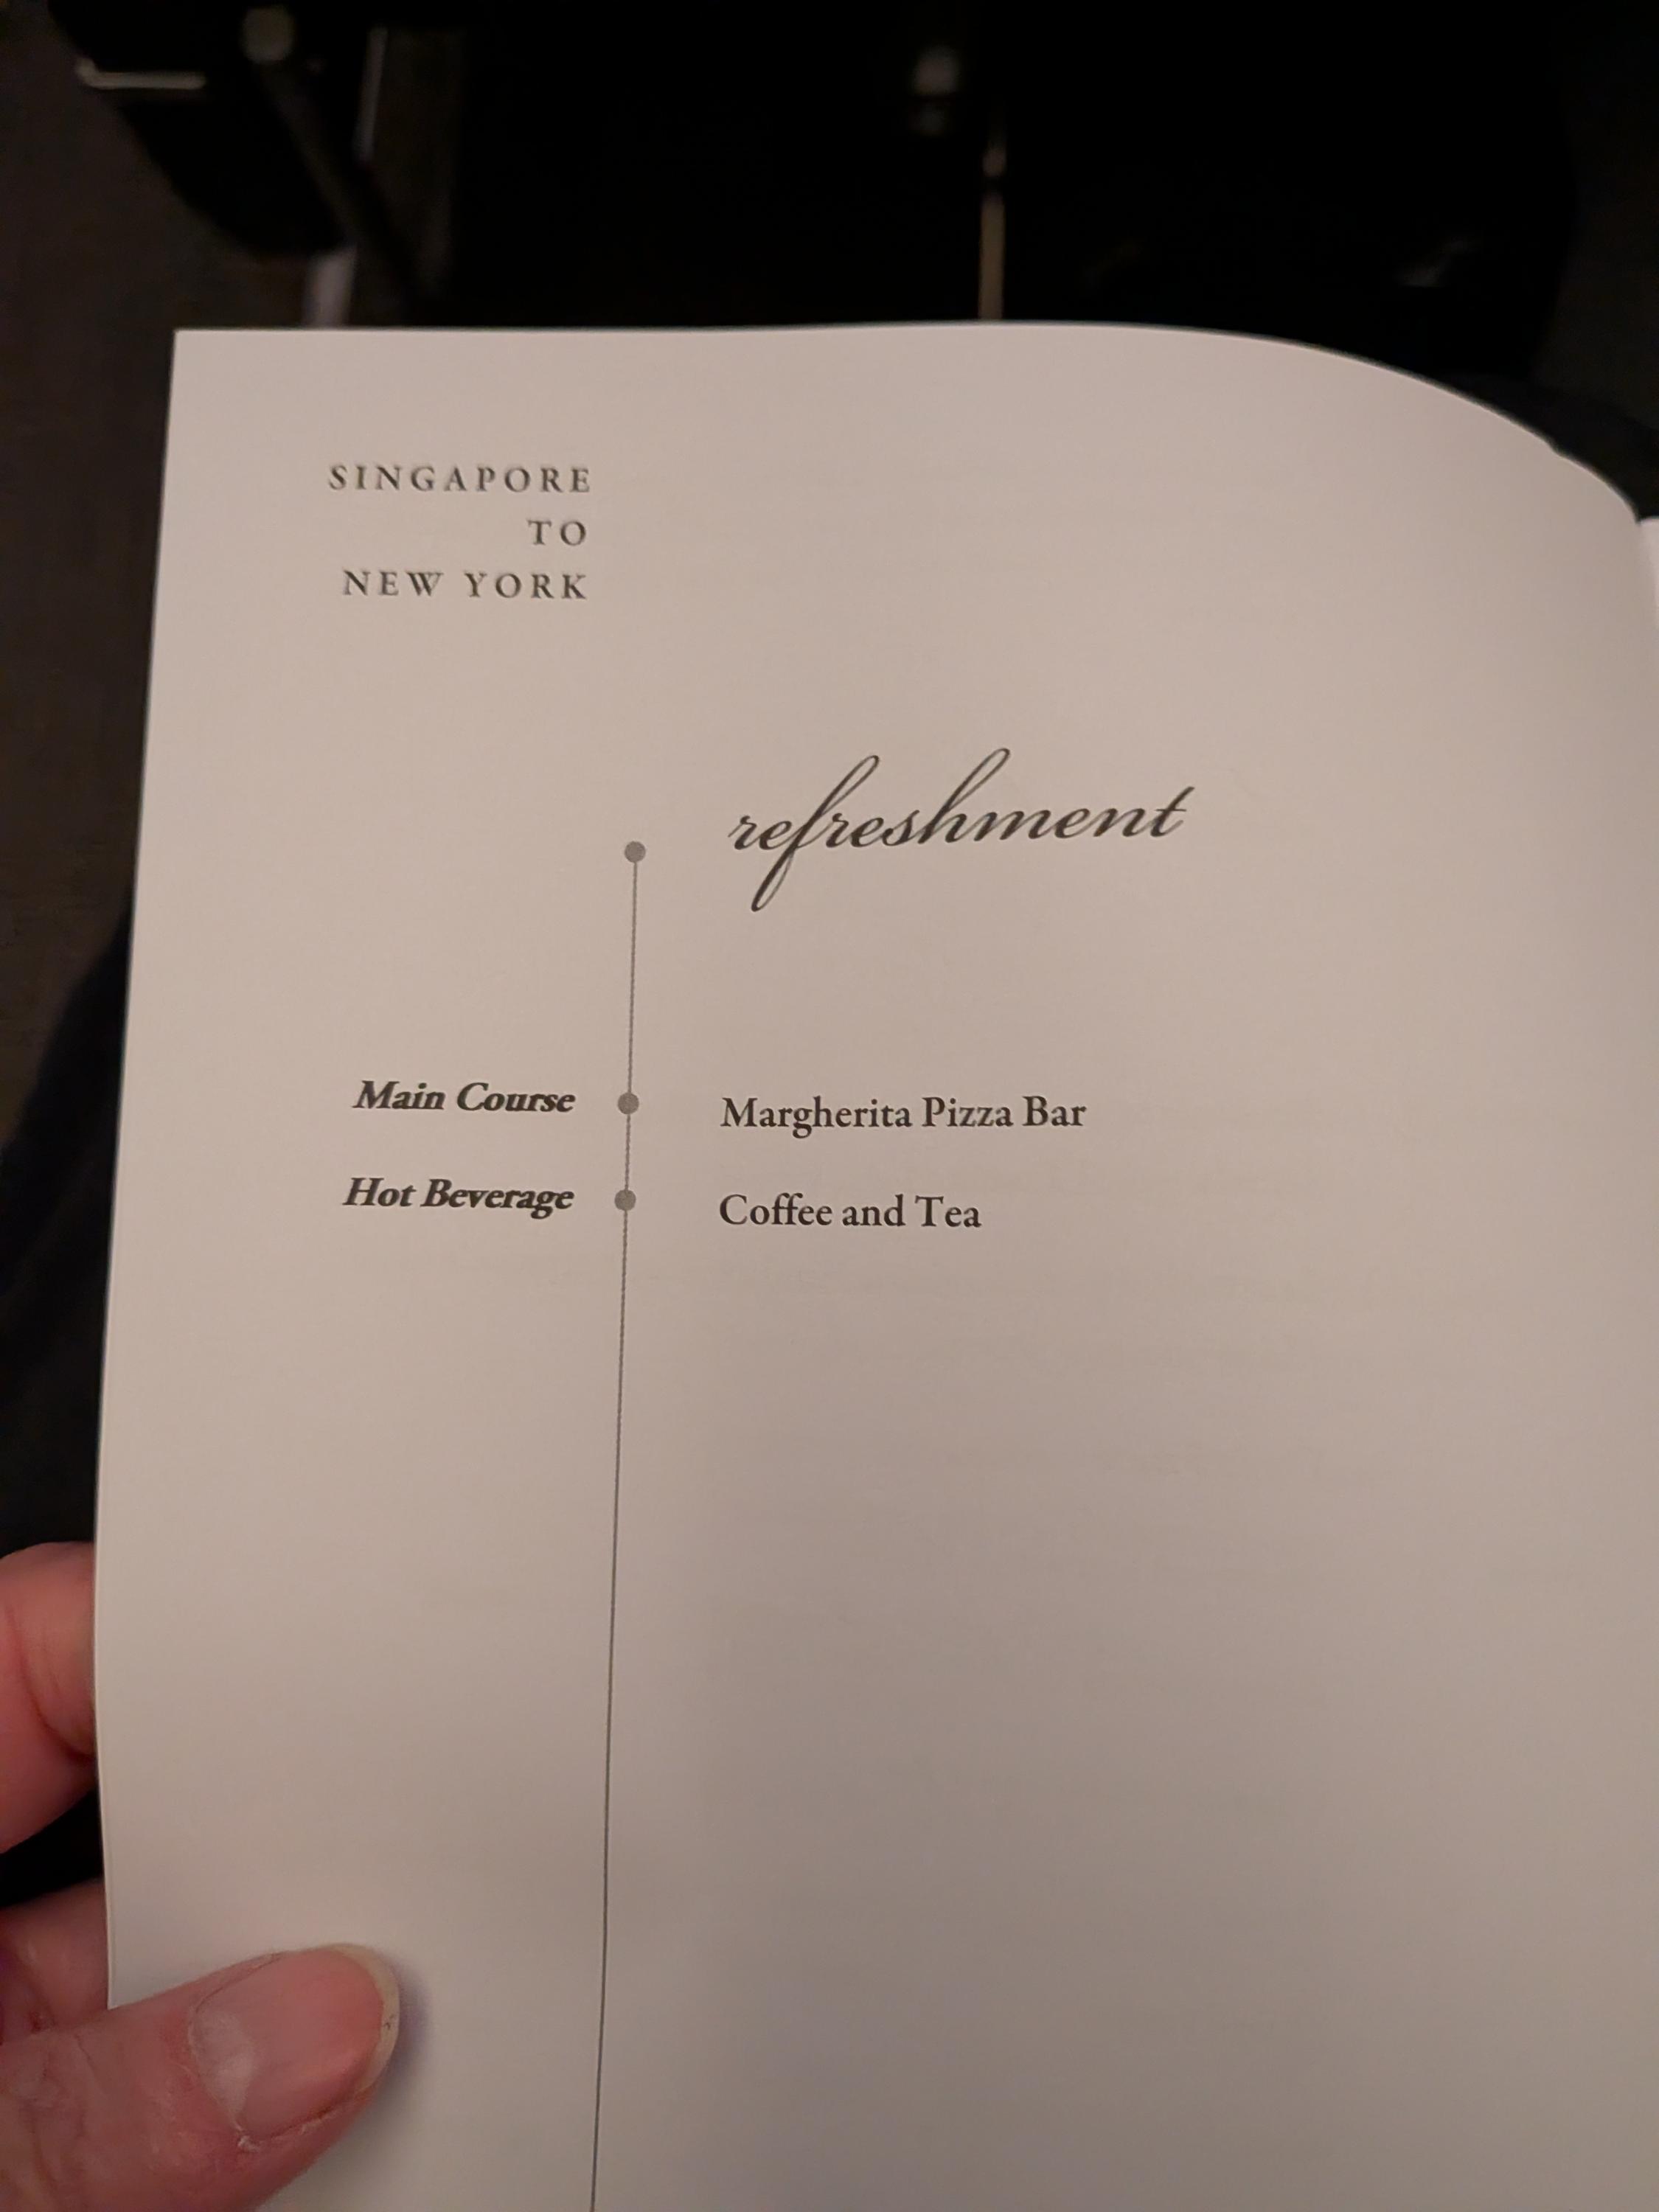 SINGAPORE
TO
NEW YORK
refreshment
Main Course Margherita Pizza Bar
Hot Beverage Coffee and Tea